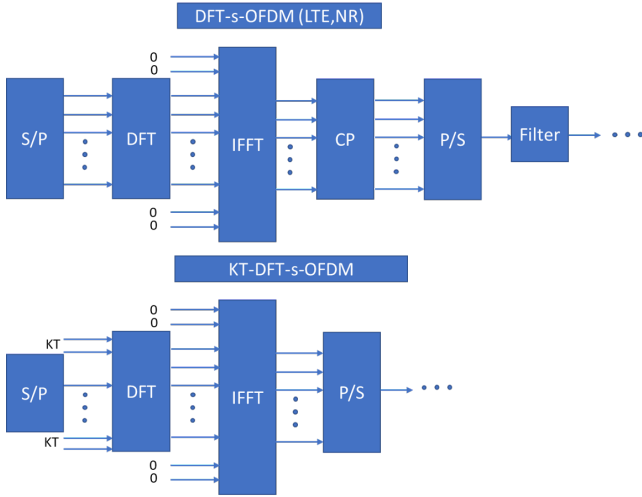 DFT-s-OFDM (LTE,NR)
0
0
S/P
DFT
IFFT
CP
P/S
Filter
0
0
KT-DFT-s-OFDM
0
0
KT
S/P
DFT
IFFT
P/S
KT
0
0